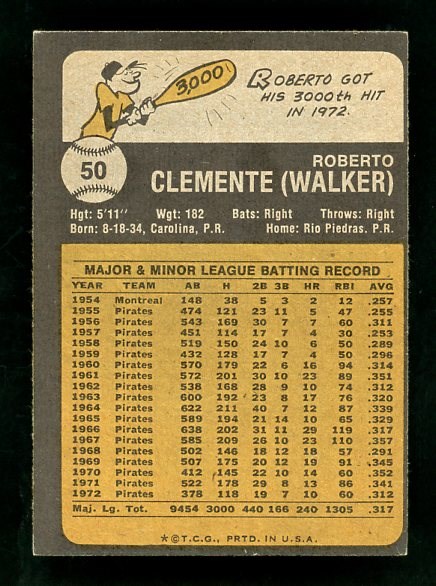 3,000
ROBERTO GOT
HIS 3000th HIT
IN 1972.
50
ROBERTO
CLEMENTE (WALKER)
Hgt: 5'11" Wgt: 182 Bats: Right Throws: Right
Born: 8-18-34, Carolina, P.R. Home: Rio Piedras. P.R.
MAJOR & MINOR LEAGUE BATTING RECORD
YEAR TEAM AB H 2B 3B HR RBI AVG
1954 Montreal 148 38 5 3 2 12 .257
1955 Pirates 474 121 23 11 5 47 .255
1956 Pirates 543 169 30 7 7 60 .311
1957 Pirates 451 114 17 7 4 30 .253
1958 Pirates 519 150 24 10 6 50 .289
1959 Pirates 432 128 17 7 4 50 .296
1960 Pirates 570 179 22 6 16 94 .314
1961 Pirates 572 201 30 10 23 89 .351
1962 Pirates 538 168 28 9 10 74 .312
1963 Pirates 600 192 23 8 17 76 .320
1964 Pirates 622 211 40 7 12 87 .339
1965 Pirates 589 194 21 14 10 65 .329
1966 Pirates 638 202 31 11 29 119 .317
1967 Pirates 585 209 26 10 23 110 .357
1968 Pirates 502 146 18 12 18 57 .291
1969 Pirates 507 175 20 12 19 91 .345
1970 Pirates 412 145 22 10 14 60 .352
1971 Pirates 522 178 29 8 13 86 .341
1972 Pirates 378 118 19 7 10 60 .312
Maj. Lg. Tot. 9454 3000 440 166 240 1305 .317
*©T.C.G., PRTD. IN U.S.A.